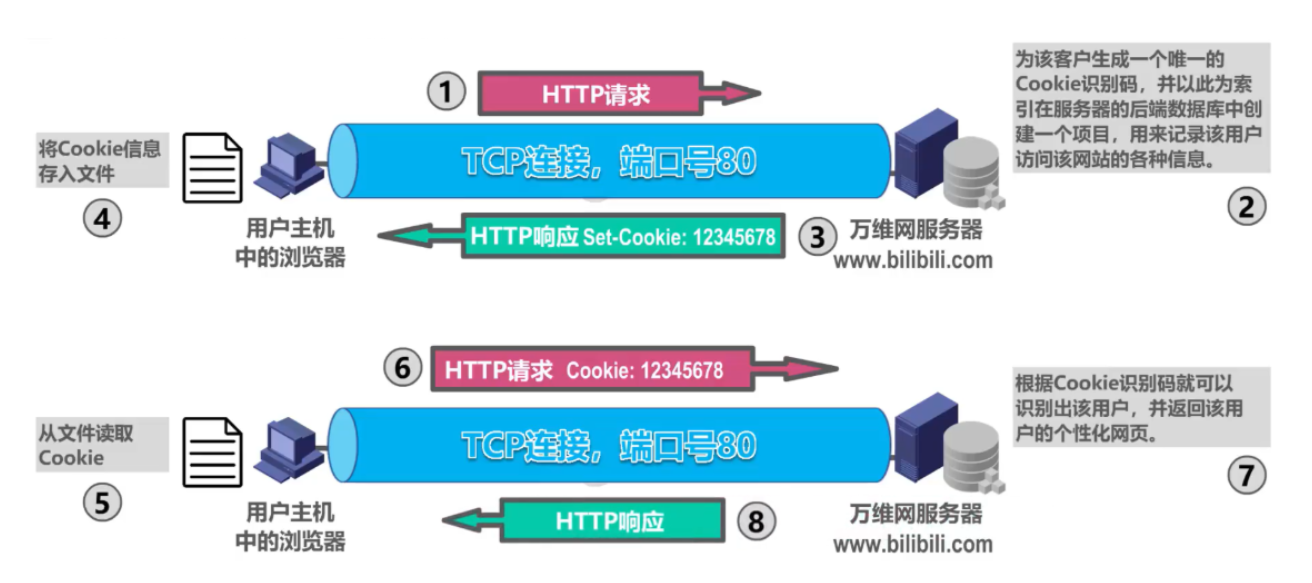 ① HTTP请求
为该客户生成一个唯一的
Cookie识别码，并以此为索
引在服务器的后端数据库中创
建一个项目，用来记录该用户
访问该网站的各种信息。
②
将Cookie信息
存入文件
④
TCP连接，端口号80
用户主机
中的浏览器
HTTP响应 Set-Cookie: 12345678 ③
万维网服务器
www.bilibili.com
⑥ HTTP请求 Cookie: 12345678
根据Cookie识别码就可以
识别出该用户，并返回该用
户的个性化网页。
⑦
从文件读取
Cookie
⑤
TCP连接，端口号80
用户主机
中的浏览器
HTTP响应 ⑧
万维网服务器
www.bilibili.com